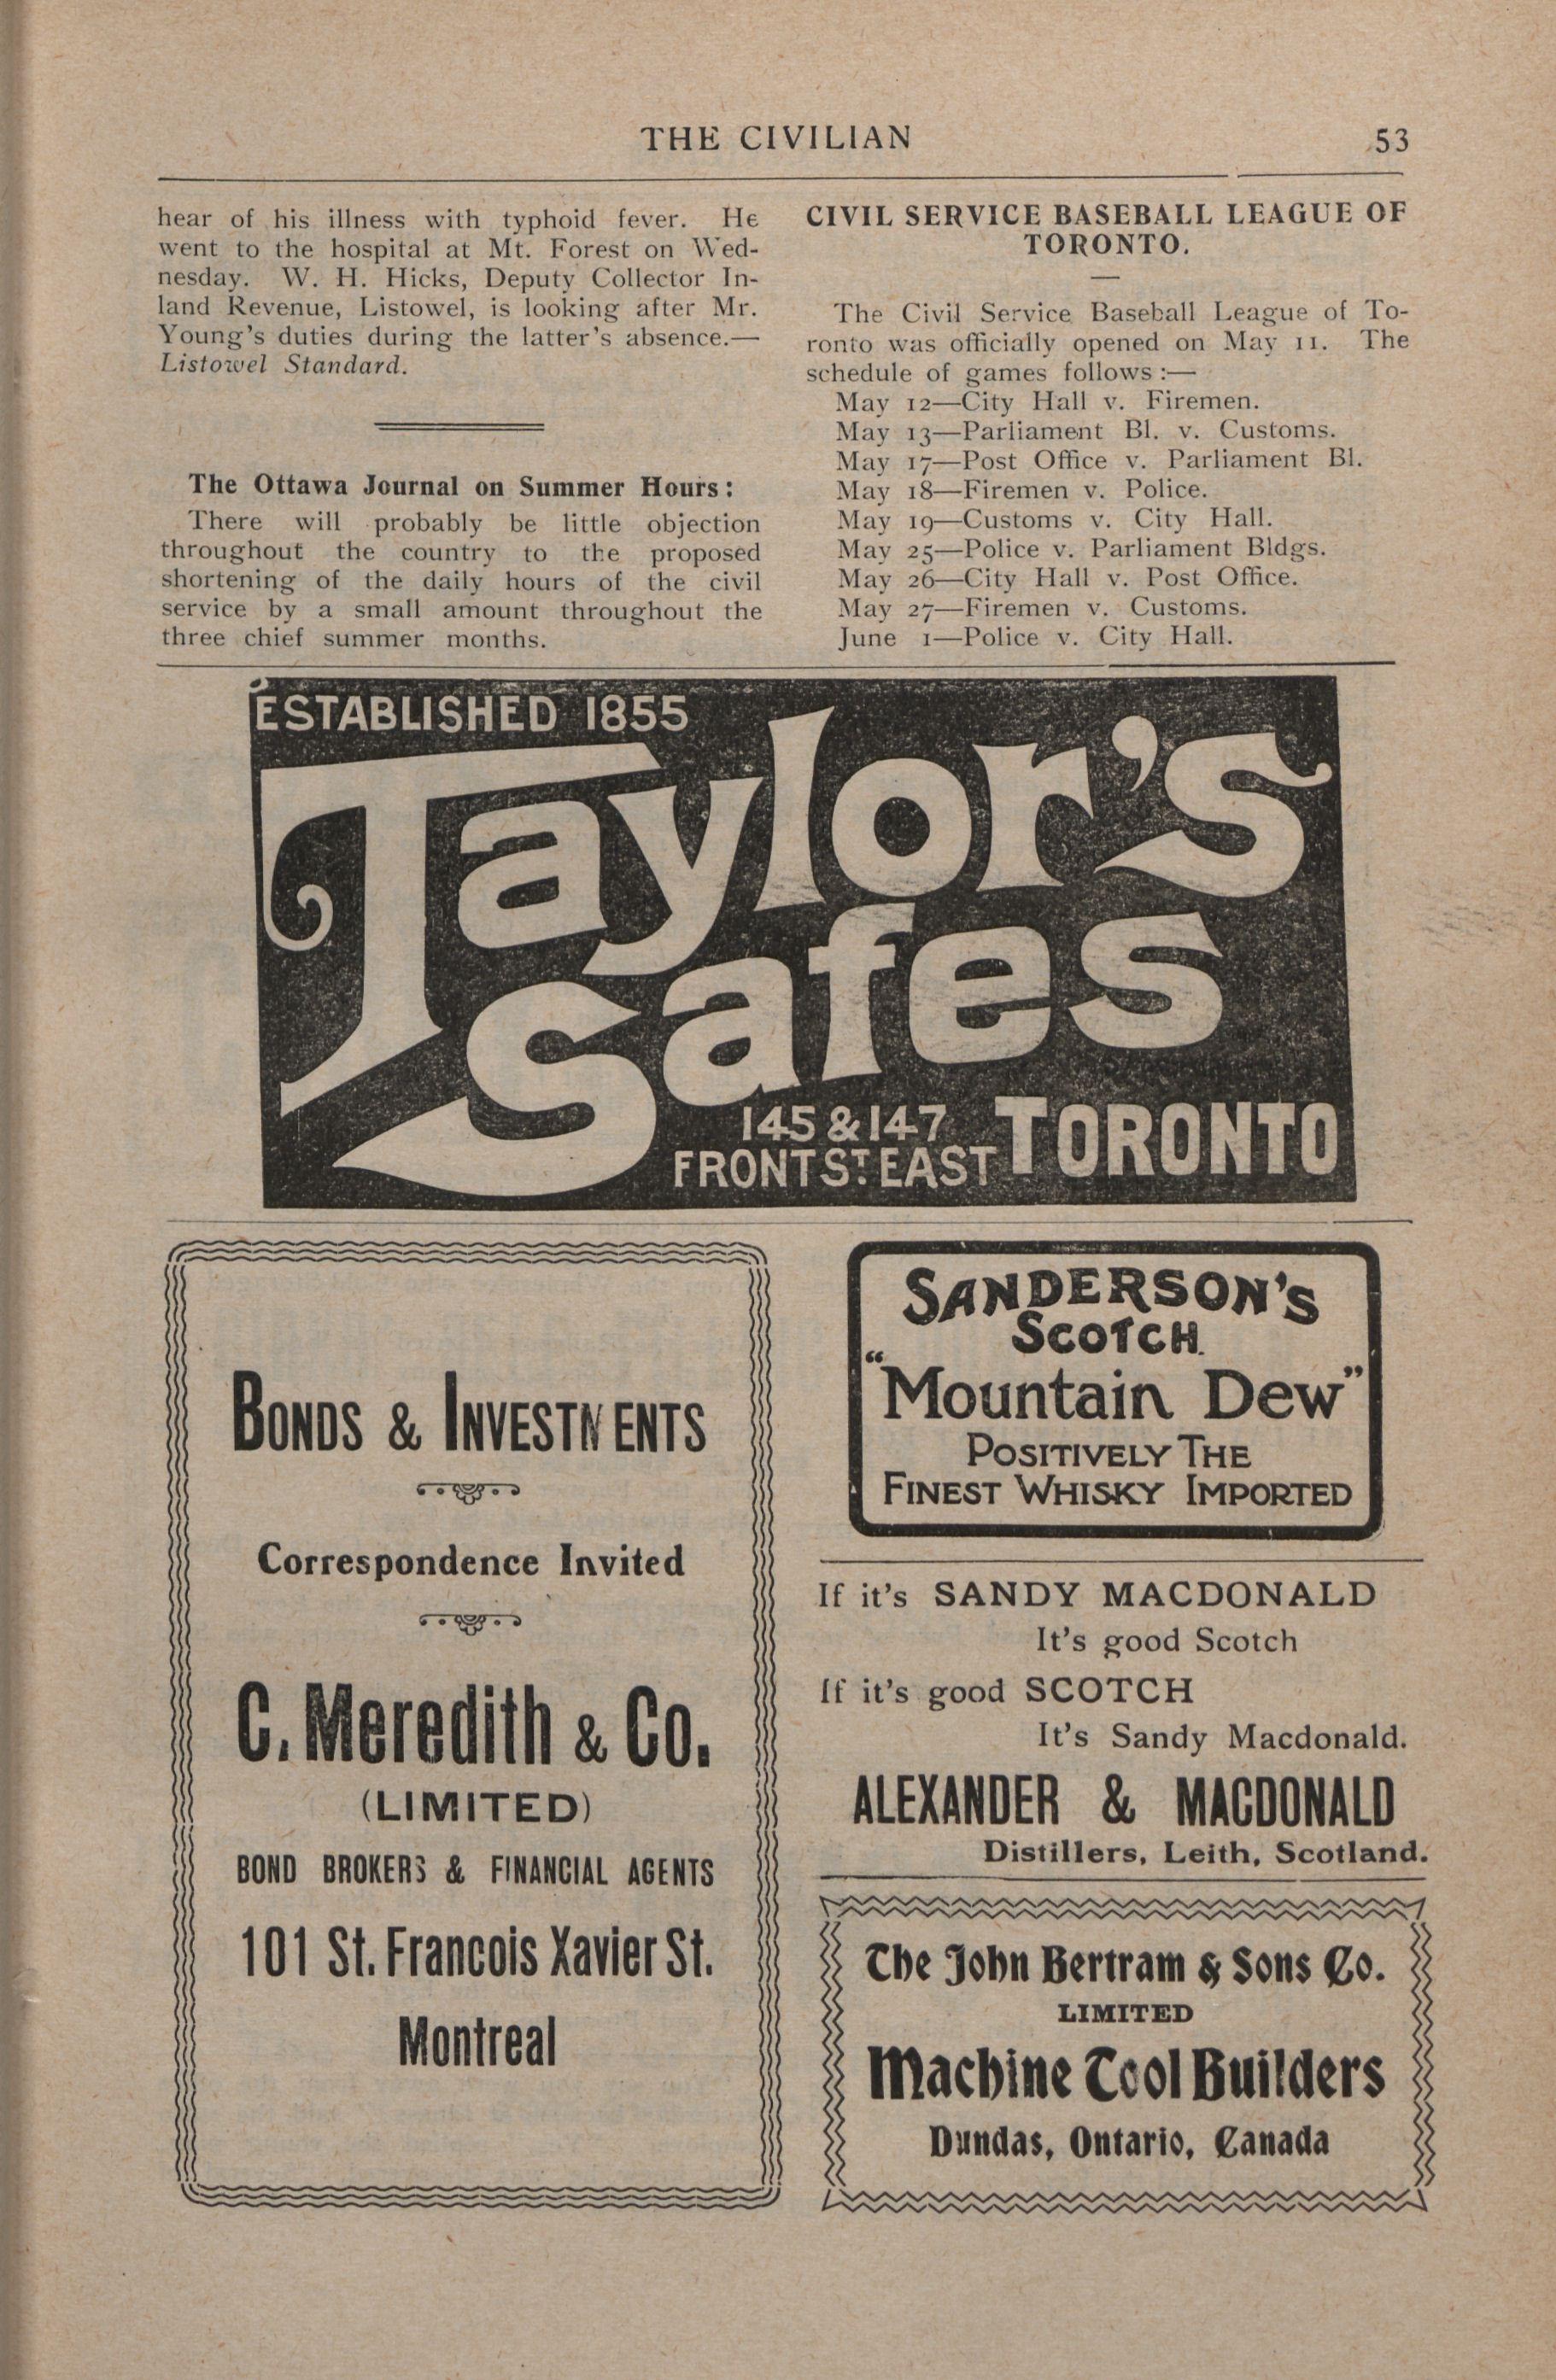 THE CIVILIAN
53
hear of his illness with typhoid fever. He
went to the hospital at Mt. Forest on Wed-
nesday. W. H. Hicks, Deputy Collector In-
land Revenue, Listowel, is looking after Mr.
Young's duties during the latter's absence.—
Listowel Standard.
The Ottawa Journal on Summer Hours:
There will probably be little objection
throughout the country to the proposed
shortening of the daily hours of the civil
service by a small amount throughout the
three chief summer months.
CIVIL SERVICE BASEBALL LEAGUE OF
TORONTO.
The Civil Service Baseball League of To-
ronto was officially opened on May 11. The
schedule of games follows:—
May 12—City Hall v. Firemen.
May 13—Parliament Bl. v. Customs.
May 17—Post Office v. Parliament Bl.
May 18—Firemen v. Police.
May 19—Customs v. City Hall.
May 25—Police v. Parliament Bldgs.
May 26—City Hall v. Post Office.
May 27—Firemen v. Customs.
June 1—Police v. City Hall.
ESTABLISHED 1855
Taylor's
Safes
145 & 147
FRONT ST. EAST TORONTO
BONDS & INVESTMENTS
Correspondence Invited
C. Meredith & Co.
(LIMITED)
BOND BROKERS & FINANCIAL AGENTS
101 St. Francois Xavier St.
Montreal
SANDERSON'S
SCOTCH
"Mountain Dew"
POSITIVELY THE
FINEST WHISKY IMPORTED
If it's SANDY MACDONALD
It's good Scotch
If it's good SCOTCH
It's Sandy Macdonald.
ALEXANDER & MACDONALD
Distillers, Leith, Scotland.
The John Bertram & Sons Co.
LIMITED
Machine Tool Builders
Dundas, Ontario, Canada